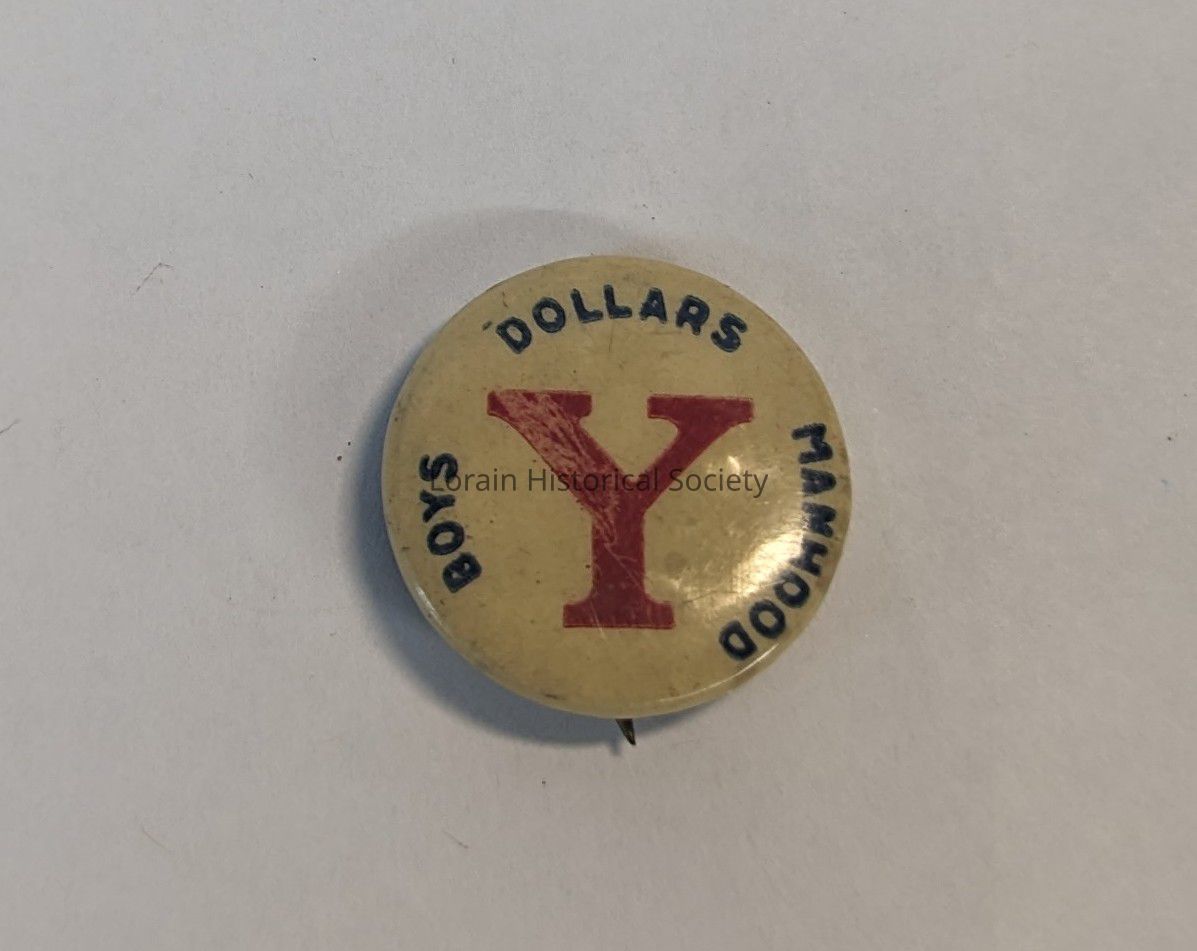 BOYS
DOLLARS
MANHOOD
Y
Lorain Historical Society